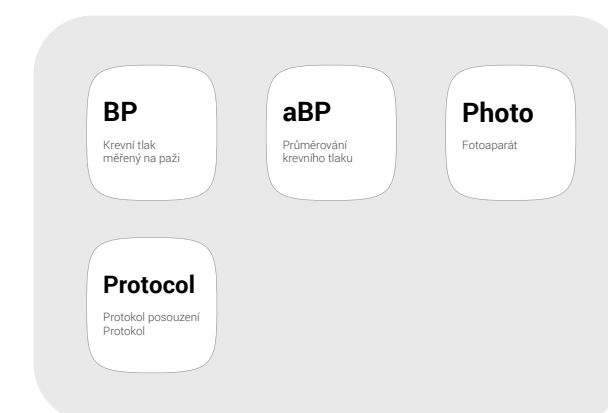 BP
Krevní tlak
měřený na paži
aBP
Průměrování
krevního tlaku
Photo
Fotoaparát
Protocol
Protokol posouzení
Protokol